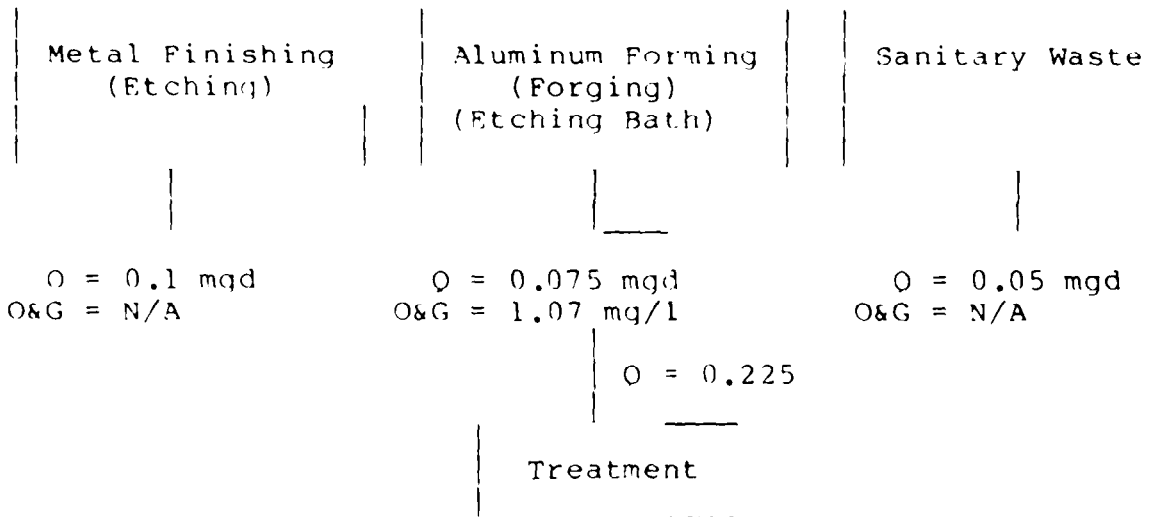 Metal Finishing Aluminum Forming Sanitary Waste
(Etching) (Forging)
(Etching Bath)
Q = 0.1 mgd Q = 0.075 mgd Q = 0.05 mgd
O&G = N/A O&G = 1.07 mg/l O&G = N/A
Q = 0.225
Treatment